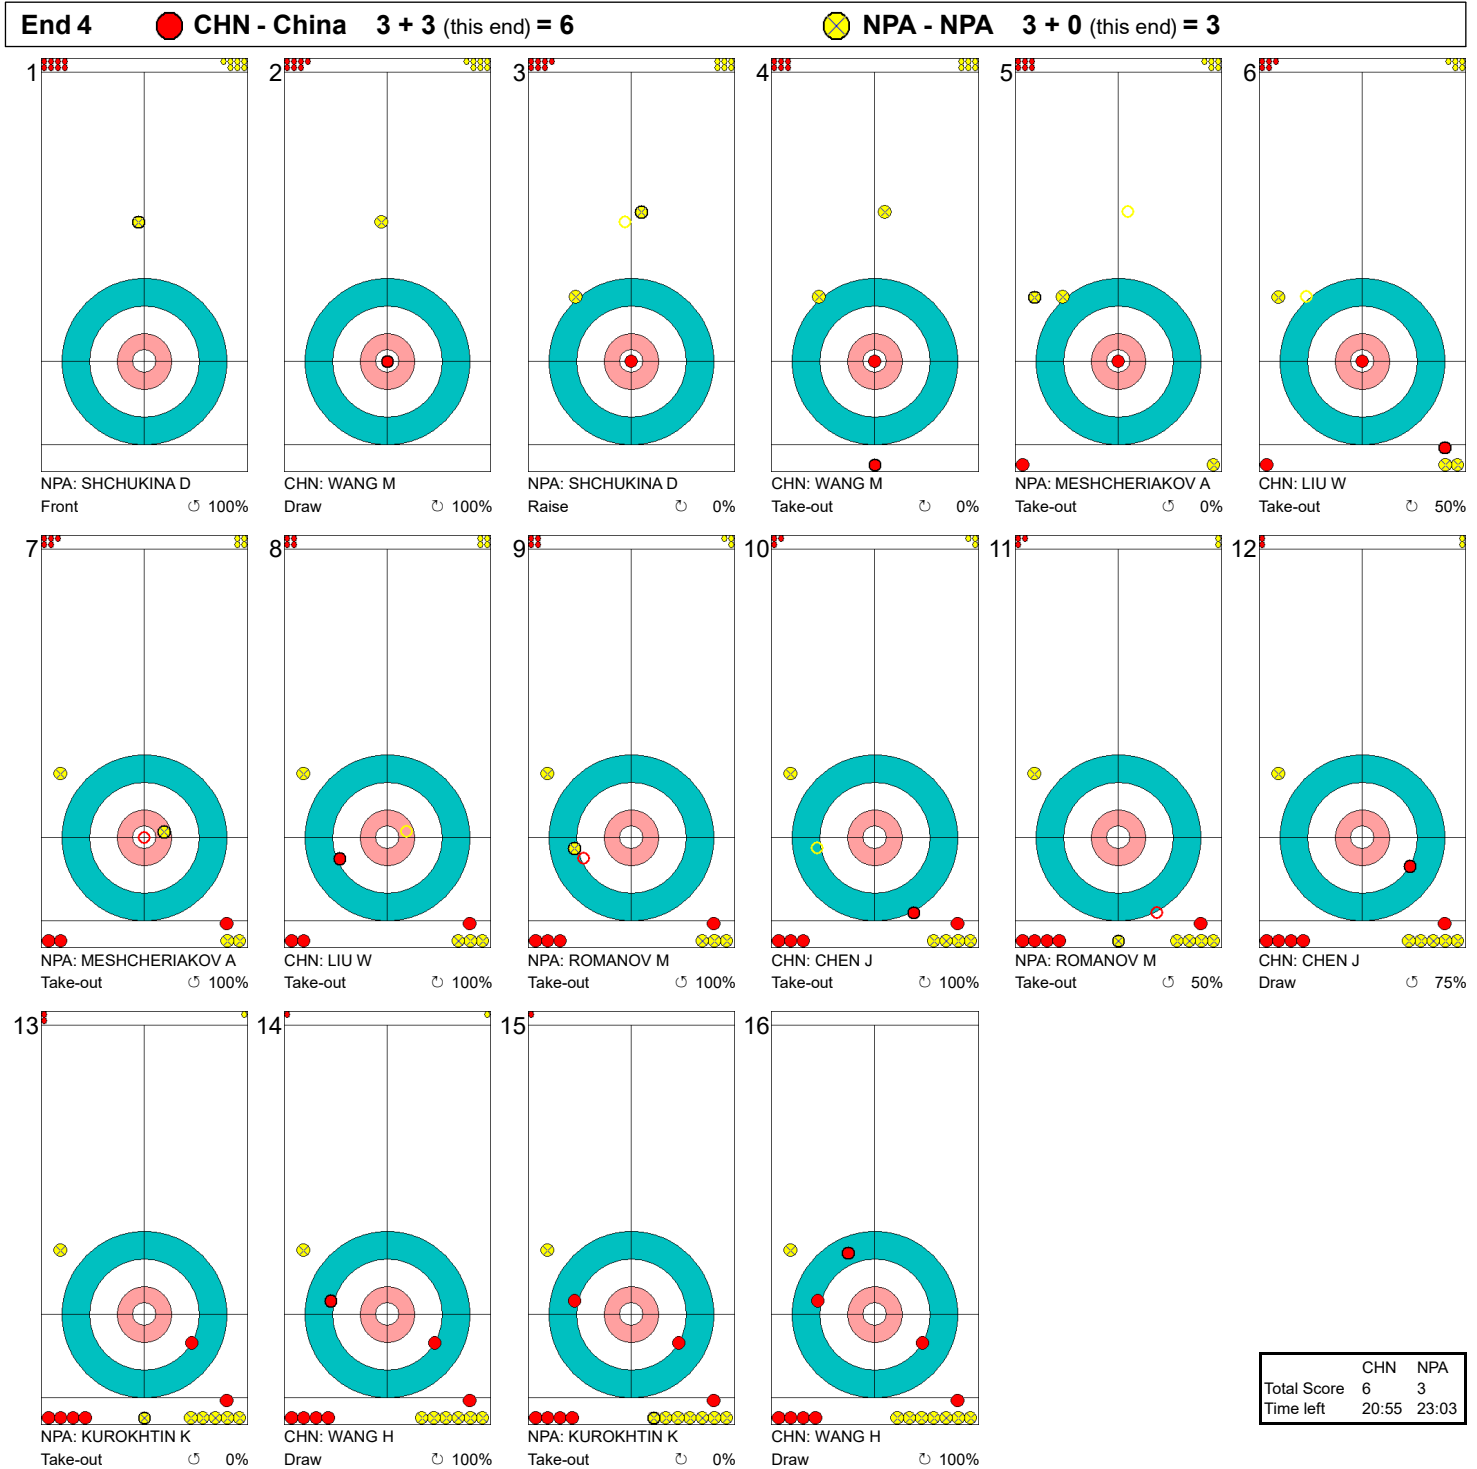 End 4 CHN - China 3 + 3 (this end) = 6 NPA - NPA 3 + 0 (this end) = 3
1 2 3 4 5 6
NPA: SHCHUKINA D CHN: WANG M NPA: SHCHUKINA D CHN: WANG M NPA: MESHCHERIAKOV A CHN: LIU W
Front 100% Draw 100% Raise 0% Take-out 0% Take-out 0% Take-out 50%
7 8 9 10 11 12
NPA: MESHCHERIAKOV A CHN: LIU W NPA: ROMANOV M CHN: CHEN J NPA: ROMANOV M CHN: CHEN J
Take-out 100% Take-out 100% Take-out 100% Take-out 100% Take-out 50% Draw 75%
13 14 15 16
NPA: KUROKHTIN K CHN: WANG H NPA: KUROKHTIN K CHN: WANG H
Take-out 0% Draw 100% Take-out 0% Draw 100%
CHN NPA
Total Score 6 3
Time left 20:55 23:03